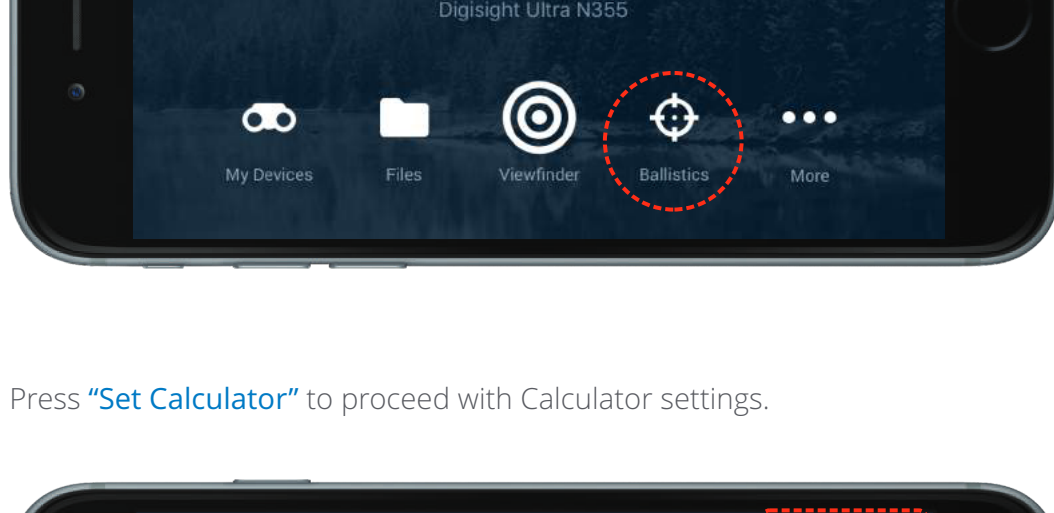 Digisight Ultra N355
My Devices Files Viewfinder Ballistics More
Press “Set Calculator” to proceed with Calculator settings.